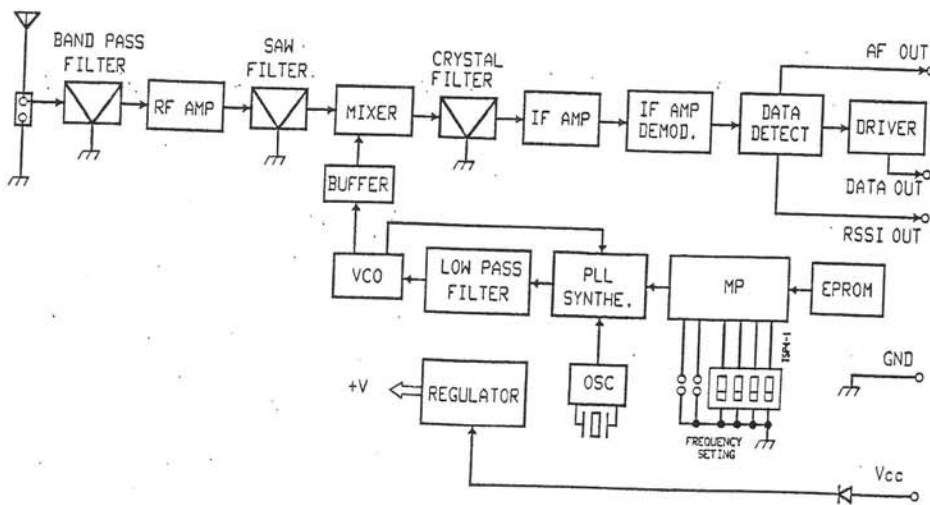 BAND PASS
FILTER
RF AMP
SAW
FILTER
MIXER
CRYSTAL
FILTER
IF AMP
IF AMP
DEMOD.
DATA
DETECT
DRIVER
AF OUT
DATA OUT
RSSI OUT
BUFFER
VCO
LOW PASS
FILTER
PLL
SYNTHE.
MP
EPROM
TSP4-1
OSC
+V
REGULATOR
FREQUENCY
SETING
GND
Vcc